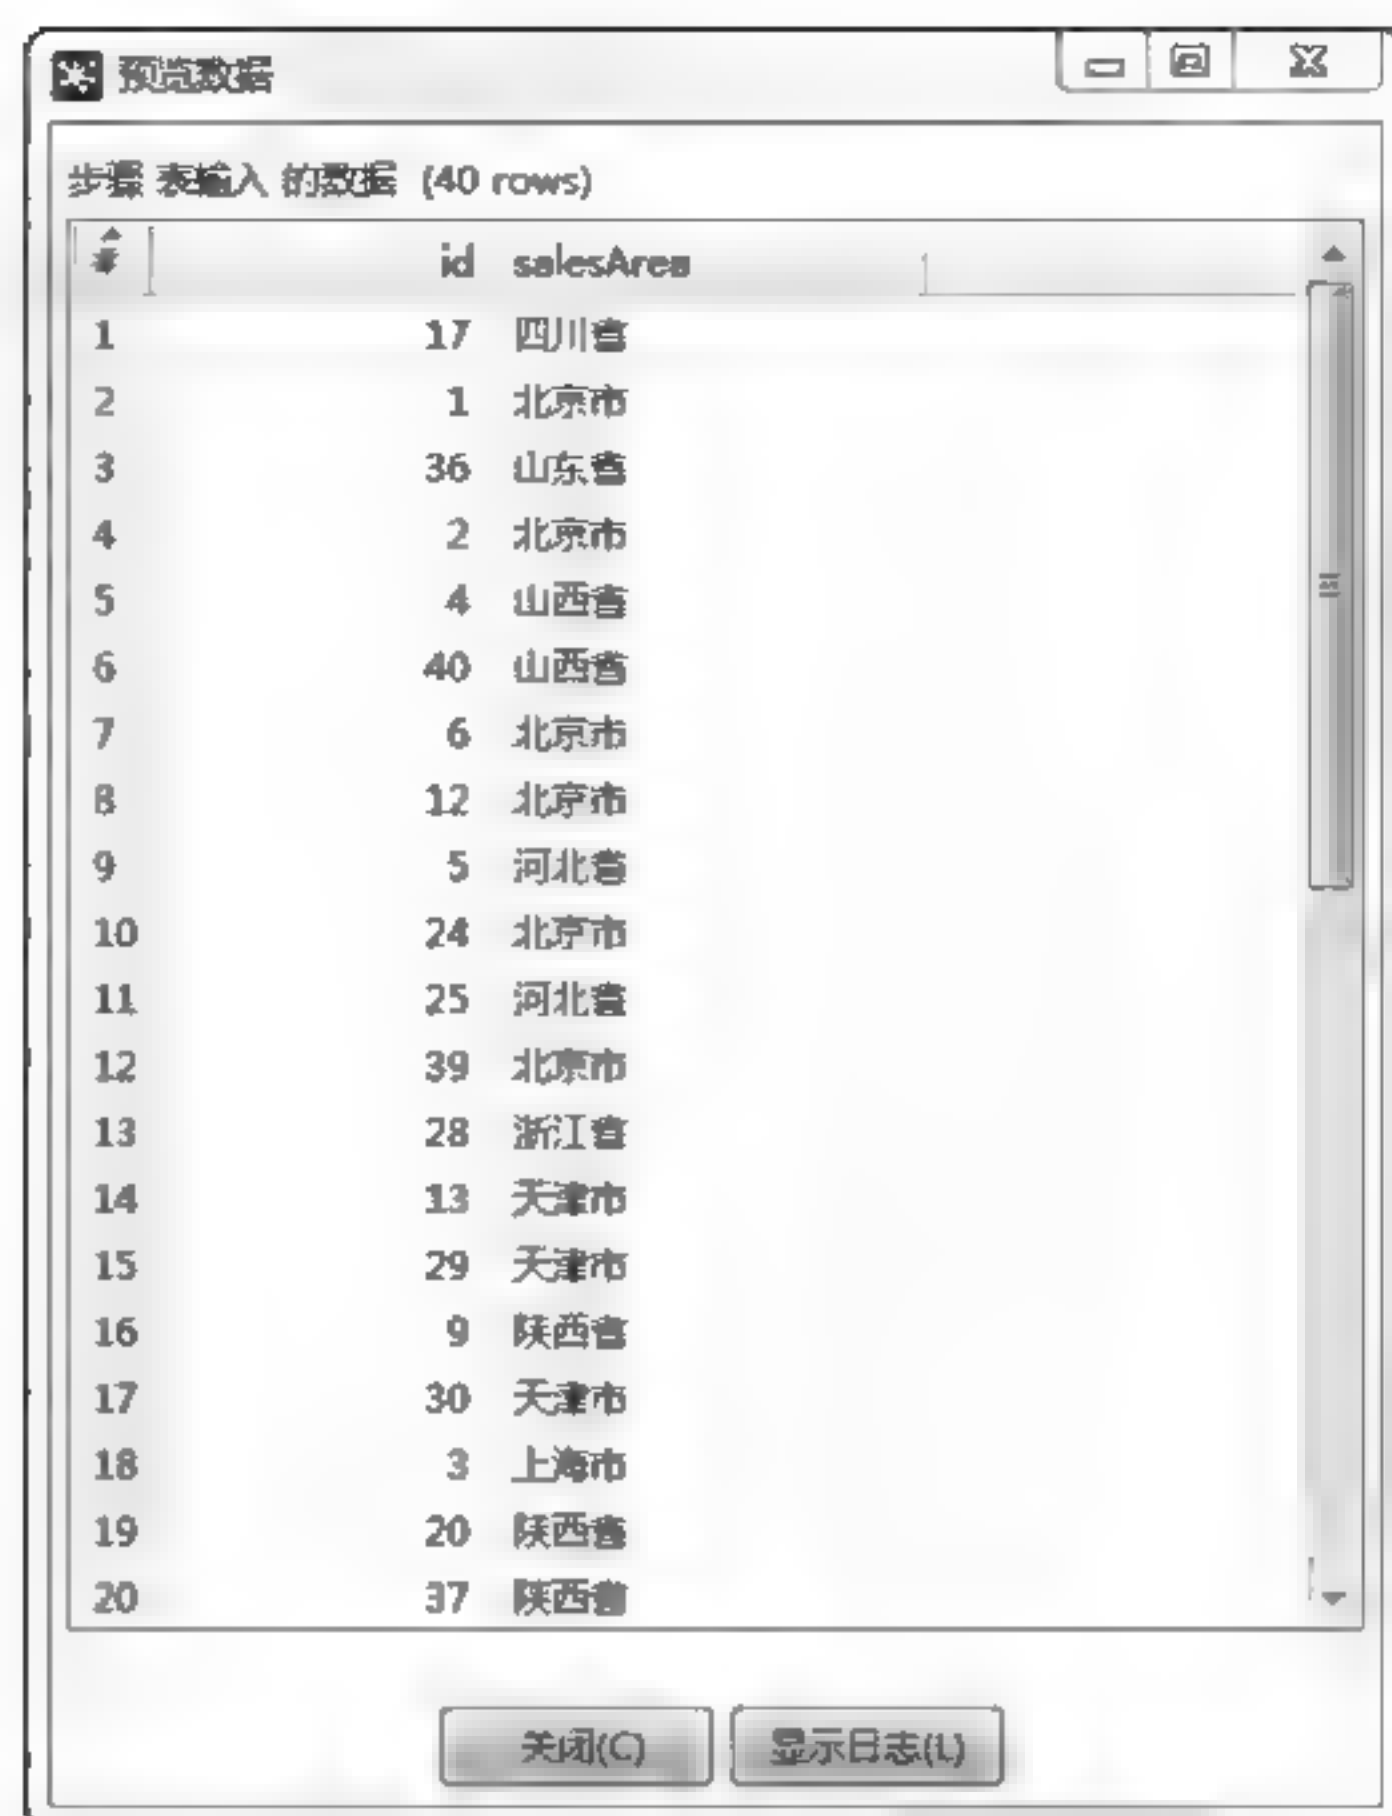 预览数据
步骤 表输入 的数据 (40 rows)
# id salesArea
1 17 四川省
2 1 北京市
3 36 山东省
4 2 北京市
5 4 山西省
6 40 山西省
7 6 北京市
8 12 北京市
9 5 河北省
10 24 北京市
11 25 河北省
12 39 北京市
13 28 浙江省
14 13 天津市
15 29 天津市
16 9 陕西省
17 30 天津市
18 3 上海市
19 20 陕西省
20 37 陕西省
关闭(C) 显示日志(L)